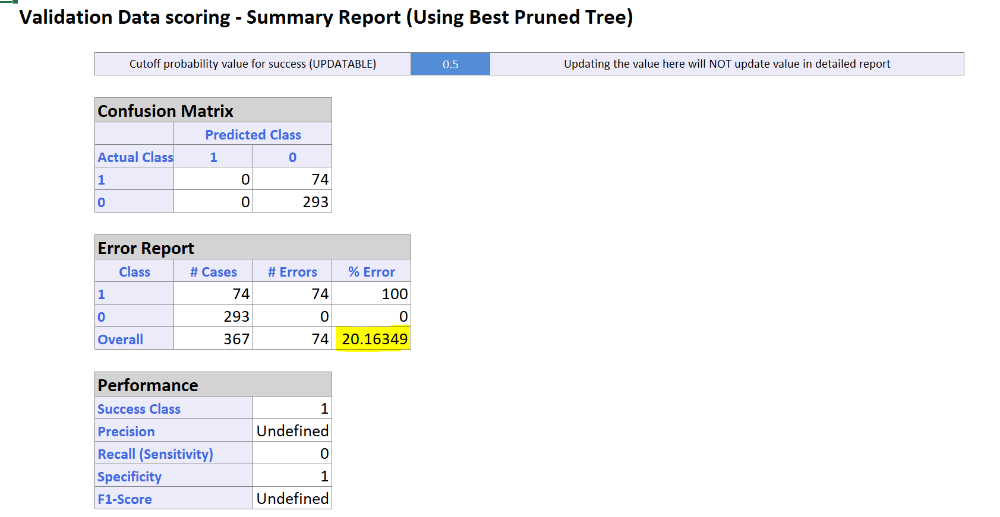 Validation Data scoring - Summary Report (Using Best Pruned Tree)
Cutoff probability value for success (UPDATABLE) 0.5 Updating the value here will NOT update value in detailed report
Confusion Matrix
Predicted Class
Actual Class 1 0
1 0 74
0 0 293
Error Report
Class # Cases # Errors % Error
1 74 74 100
0 293 0 0
Overall 367 74 20.16349
Performance
Success Class 1
Precision Undefined
Recall (Sensitivity) 0
Specificity 1
F1-Score Undefined